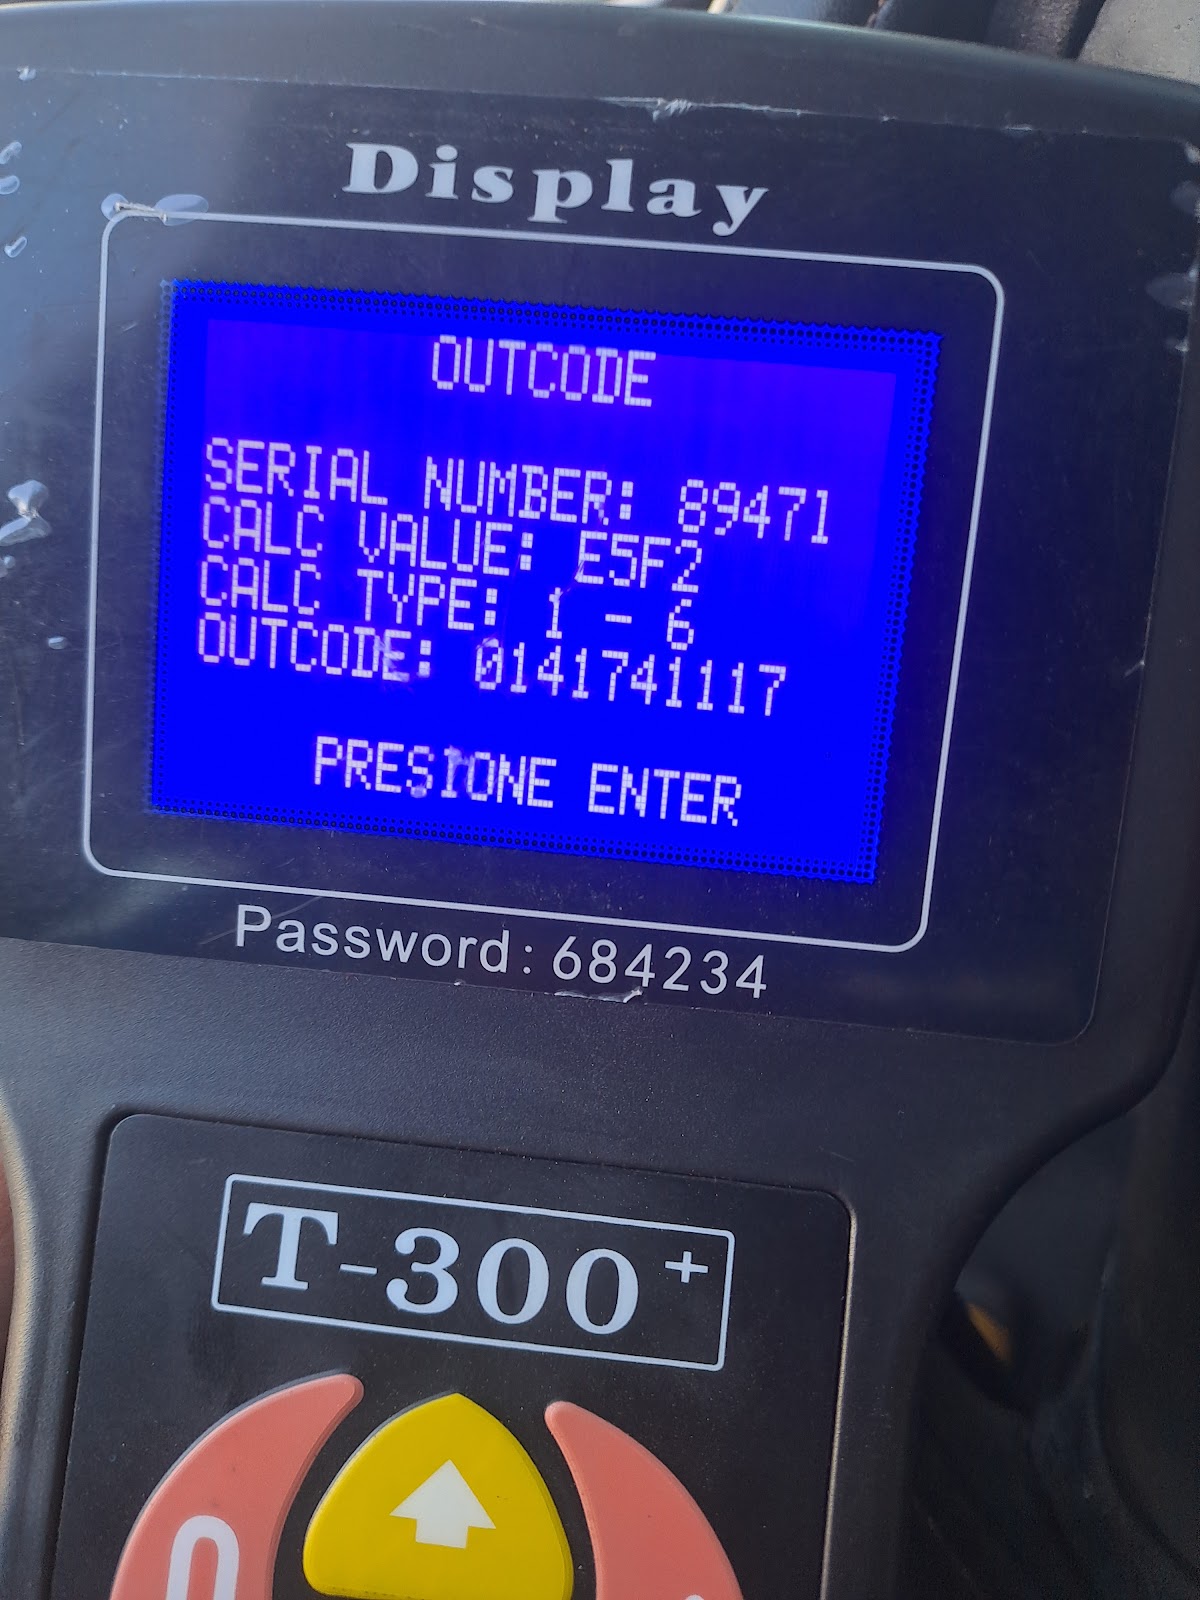 Display
OUTCODE
SERIAL NUMBER: 89471
CALC VALUE: E5F2
CALC TYPE: 1 - 6
OUTCODE: 0141741117
PRESIONE ENTER
Password: 684234
T-300+
0